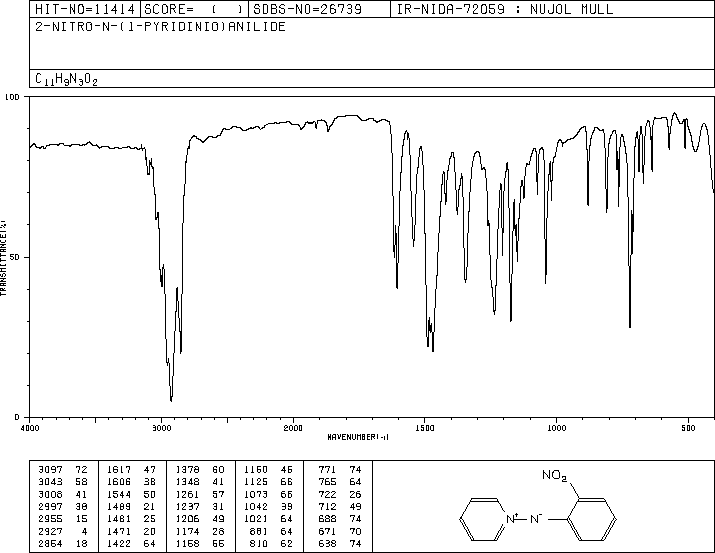 HIT-NO=11414 SCORE= ( ) SDBS-NO=26739 IR-NIDA-72059 : NUJOL MULL
2-NITRO-N-(1-PYRIDINIO)ANILIDE
C11H9N3O2
100
50
0
TRANSMITTANCE(%)
4000 3000 2000 1500 1000 500
WAVENUMBER(-1)
3097 72 1617 47 1378 60 1160 46 771 74
3043 58 1606 38 1348 41 1125 66 765 64
3008 41 1544 50 1261 57 1073 66 722 26
2997 38 1489 21 1237 31 1042 39 712 49
2955 15 1481 25 1206 49 1021 64 688 74
2927 4 1471 20 1174 28 881 64 671 70
2854 18 1422 64 1158 55 810 62 638 74
NO2
N+ N-